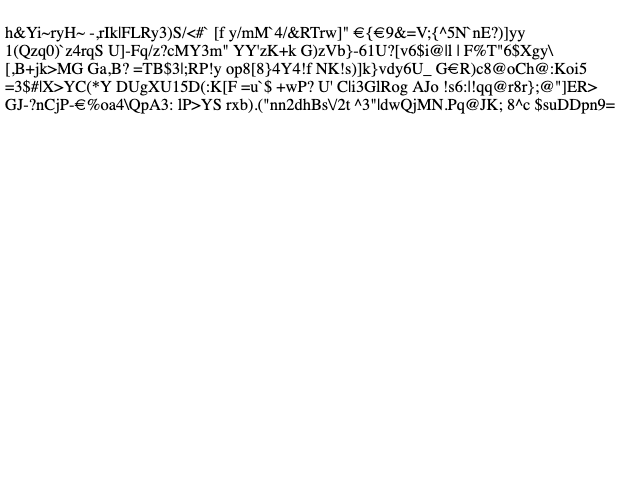 h&Yi~ryH~ -,rIk|FLRy3)S/<#` [f y/mM`4/&RTrw]" €{€9&=V;{^5N`nE?)]yy
1(Qzq0)`z4rqS U]-Fq/z?cMY3m" YY'zK+k G)zVb}-61U?[v6$i@|l | F%T"6$Xgy\
[,B+jk>MG Ga,B? =TB$3|;RP!y op8[8}4Y4!f NK!s)]k}vdy6U_ G€R)c8@oCh@:Koi5
=3$#|X>YC(*Y DUgXU15D(:K[F =u`$ +wP? U' C|i3GlRog AJo !s6:|!qq@r8r};@"]ER>
GJ-?nCjP-€%oa4\QpA3: lP>YS rxb).("nn2dhBs\/2t ^3"|dwQjMN.Pq@JK; 8^c $suDDpn9=